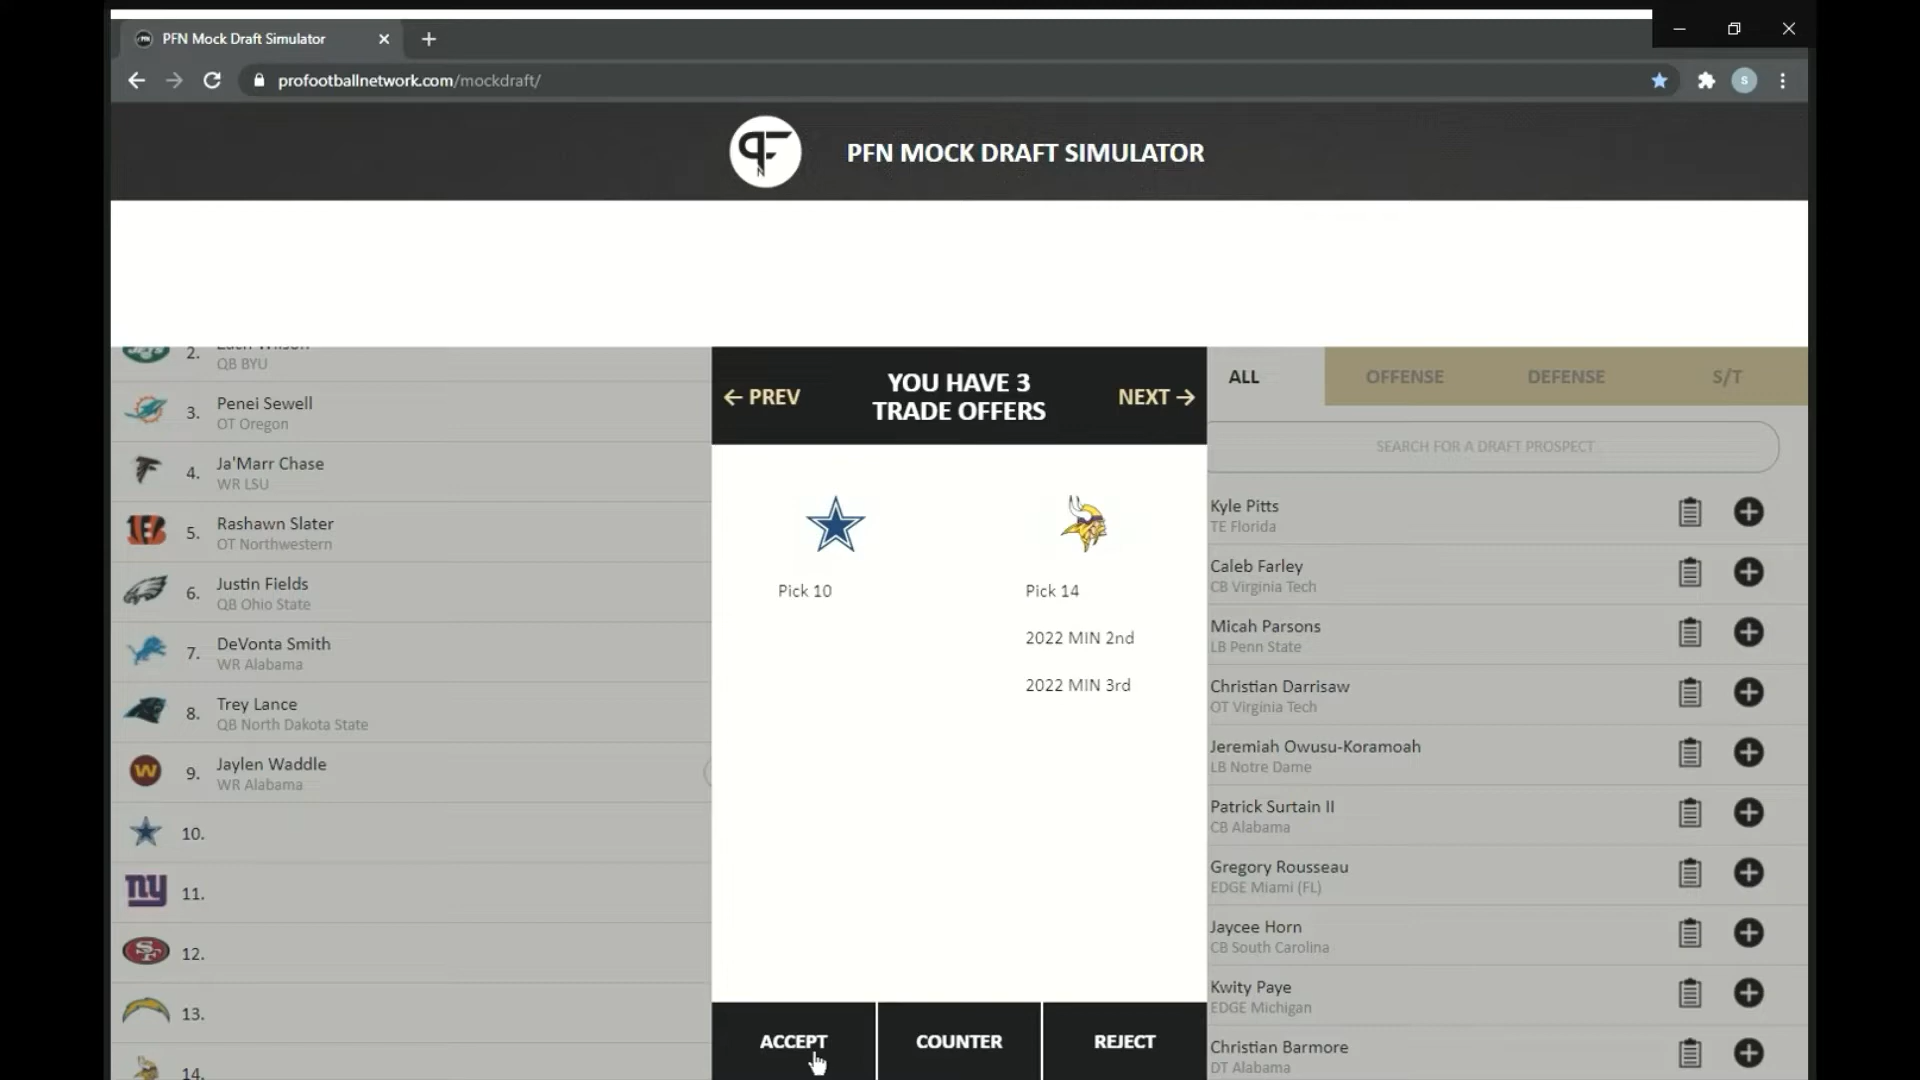 PFN Mock Draft Simulator
profootballnetwork.com/mockdraft/
S
PFN MOCK DRAFT SIMULATOR
2.
QB BYU
3.
Penei Sewell
OT Oregon
4.
Ja'Marr Chase
WR LSU
5.
Rashawn Slater
OT Northwestern
6.
Justin Fields
QB Ohio State
7.
DeVonta Smith
WR Alabama
8.
Trey Lance
QB North Dakota State
9.
Jaylen Waddle
WR Alabama
10.
11.
12.
13.
14.
← PREV
YOU HAVE 3
TRADE OFFERS
NEXT →
Pick 10
Pick 14
2022 MIN 2nd
2022 MIN 3rd
ACCEPT
COUNTER
REJECT
ALL
OFFENSE
DEFENSE
S/T
SEARCH FOR A DRAFT PROSPECT
Kyle Pitts
TE Florida
Caleb Farley
CB Virginia Tech
Micah Parsons
LB Penn State
Christian Darrisaw
OT Virginia Tech
Jeremiah Owusu-Koramoah
LB Notre Dame
Patrick Surtain II
CB Alabama
Gregory Rousseau
EDGE Miami (FL)
Jaycee Horn
CB South Carolina
Kwity Paye
EDGE Michigan
Christian Barmore
DT Alabama